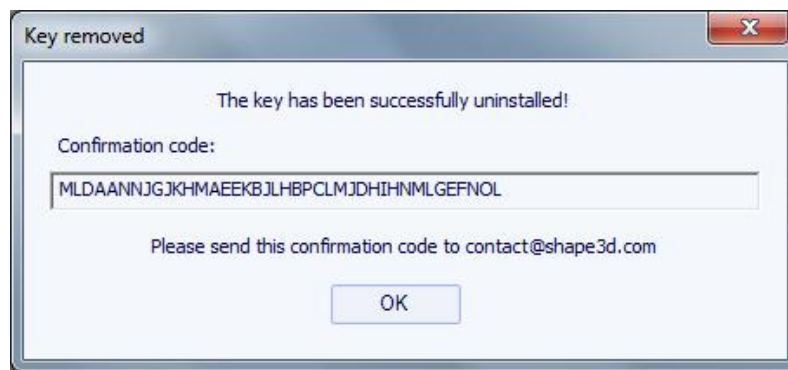 Key removed
The key has been successfully uninstalled!
Confirmation code:
MLDAANNJGJKHMAEEKBJLHBPCLMJDHIHNMLGEFNOL
Please send this confirmation code to contact@shape3d.com
OK